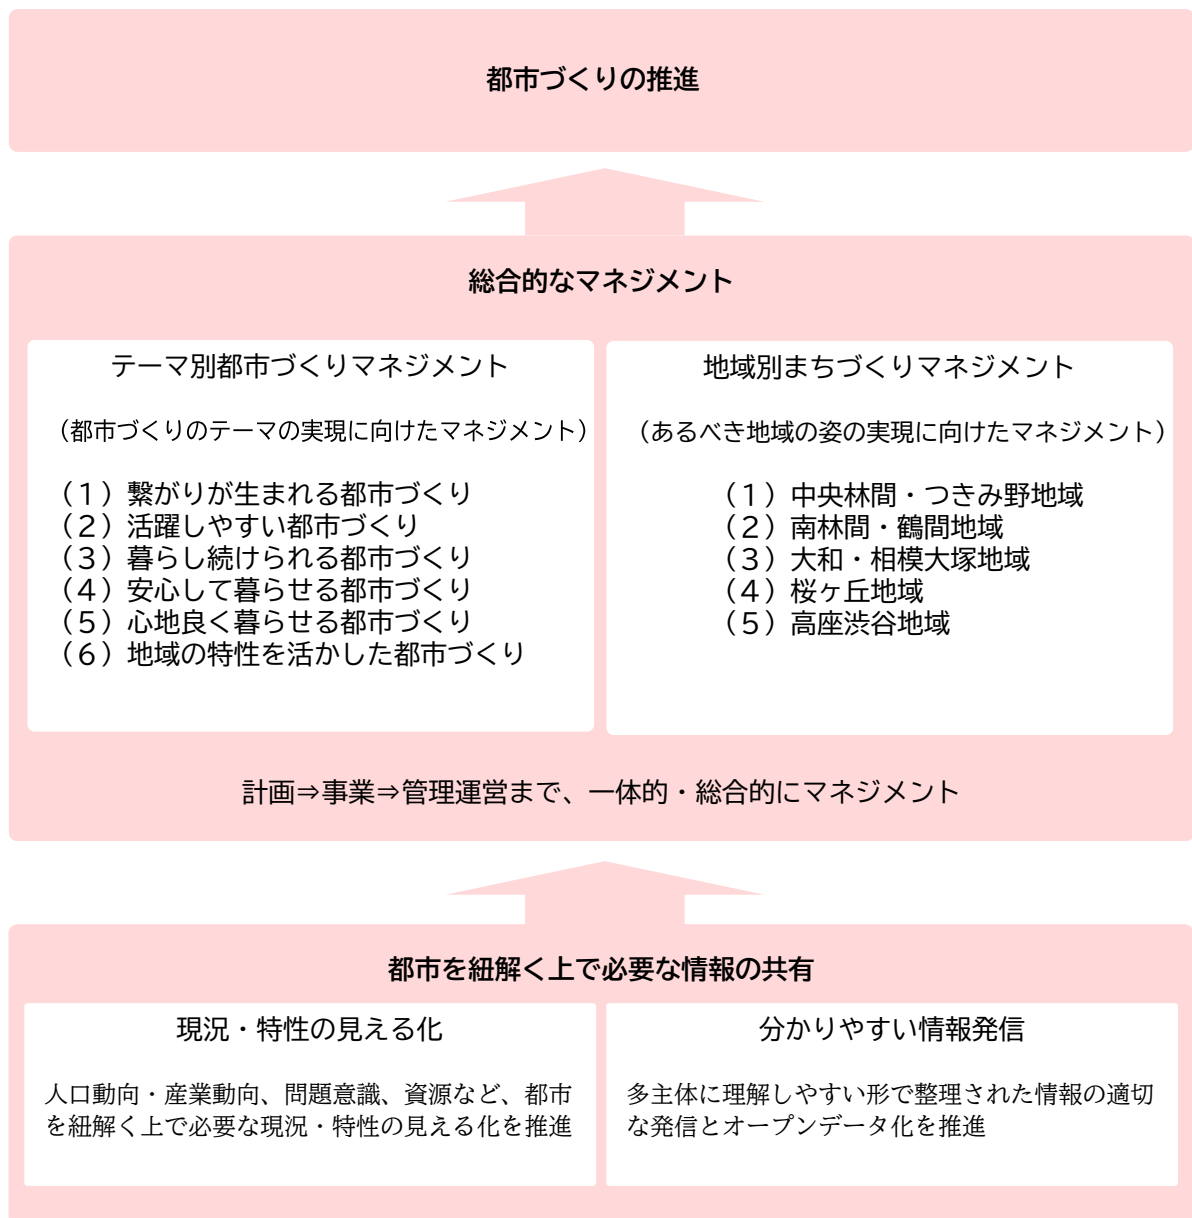 都市づくりの推進
総合的なマネジメント
テーマ別都市づくりマネジメント
（都市づくりのテーマの実現に向けたマネジメント）
（１）繋がりが生まれる都市づくり
（２）活躍しやすい都市づくり
（３）暮らし続けられる都市づくり
（４）安心して暮らせる都市づくり
（５）心地良く暮らせる都市づくり
（６）地域の特性を活かした都市づくり
地域別まちづくりマネジメント
（あるべき地域の姿の実現に向けたマネジメント）
（１）中央林間・つきみ野地域
（２）南林間・鶴間地域
（３）大和・相模大塚地域
（４）桜ヶ丘地域
（５）高座渋谷地域
計画⇒事業⇒管理運営まで、一体的・総合的にマネジメント
都市を紐解く上で必要な情報の共有
現況・特性の見える化
人口動向・産業動向、問題意識、資源など、都市
を紐解く上で必要な現況・特性の見える化を推進
分かりやすい情報発信
多主体に理解しやすい形で整理された情報の適切
な発信とオープンデータ化を推進